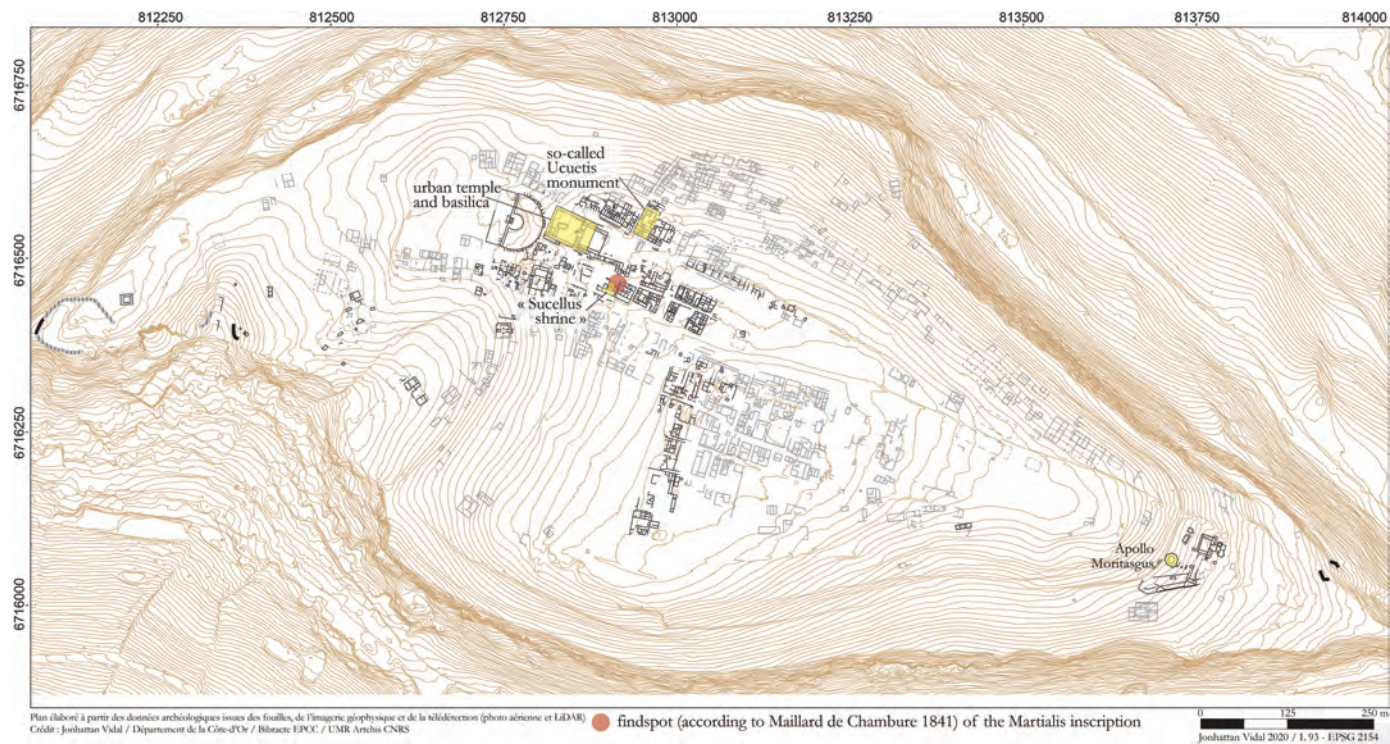 812250 812500 812750 813000 813250 813500 813750 814000
6716750
6716500
6716250
6716000
so-called
Ucuetis
monument
urban temple
and basilica
« Sucellus
shrine »
Apollo
Moritasgus
Plan élaboré à partir des données archéologiques issues des fouilles, de l'imagerie géophysique et de la télédétection (photo aérienne et LiDAR)
Crédit : Jonhattan Vidal / Département de la Côte-d'Or / Bibracte EPCC / UMR Artehis CNRS
findspot (according to Maillard de Chambure 1841) of the Martialis inscription
0 125 250 m
Jonhattan Vidal 2020 / L 93 - EPSG 2154